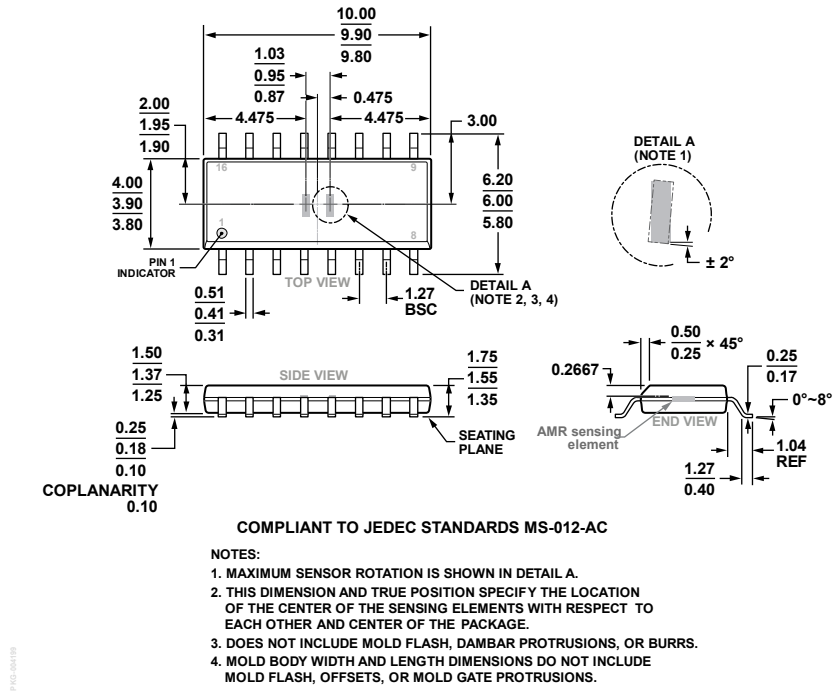 10.00
9.90
9.80
1.03
0.95
0.87
0.475
4.475
4.475
3.00
2.00
1.95
1.90
DETAIL A
(NOTE 1)
16
9
4.00
3.90
3.80
6.20
6.00
5.80
1
8
PIN 1
INDICATOR
± 2°
TOP VIEW
DETAIL A
(NOTE 2, 3, 4)
0.51
0.41
0.31
1.27
BSC
1.50
1.37
1.25
SIDE VIEW
1.75
1.55
1.35
0.50
0.25
× 45°
0.2667
0.25
0.17
0°~8°
0.25
0.18
0.10
COPLANARITY
0.10
SEATING
PLANE
AMR sensing
element
END VIEW
1.04
REF
1.27
0.40
COMPLIANT TO JEDEC STANDARDS MS-012-AC
NOTES:
1. MAXIMUM SENSOR ROTATION IS SHOWN IN DETAIL A.
2. THIS DIMENSION AND TRUE POSITION SPECIFY THE LOCATION
OF THE CENTER OF THE SENSING ELEMENTS WITH RESPECT TO
EACH OTHER AND CENTER OF THE PACKAGE.
3. DOES NOT INCLUDE MOLD FLASH, DAMBAR PROTRUSIONS, OR BURRS.
4. MOLD BODY WIDTH AND LENGTH DIMENSIONS DO NOT INCLUDE
MOLD FLASH, OFFSETS, OR MOLD GATE PROTRUSIONS.